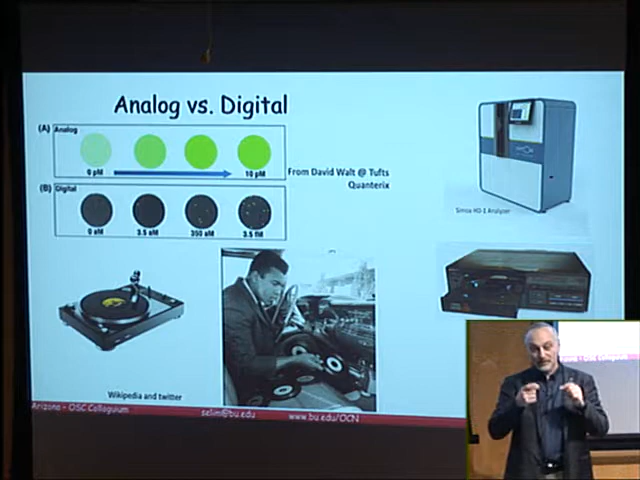 Analog vs. Digital
(A)
Analog
0 pM
10 pM
From David Walt @ Tufts
Quanterix
(B)
Digital
0 aM
3.5 aM
350 aM
3.5 fM
Simoa HD-1 Analyzer
Wikipedia and twitter
Arizona - OSC Colloquium
selim@bu.edu
www.bu.edu/OCN